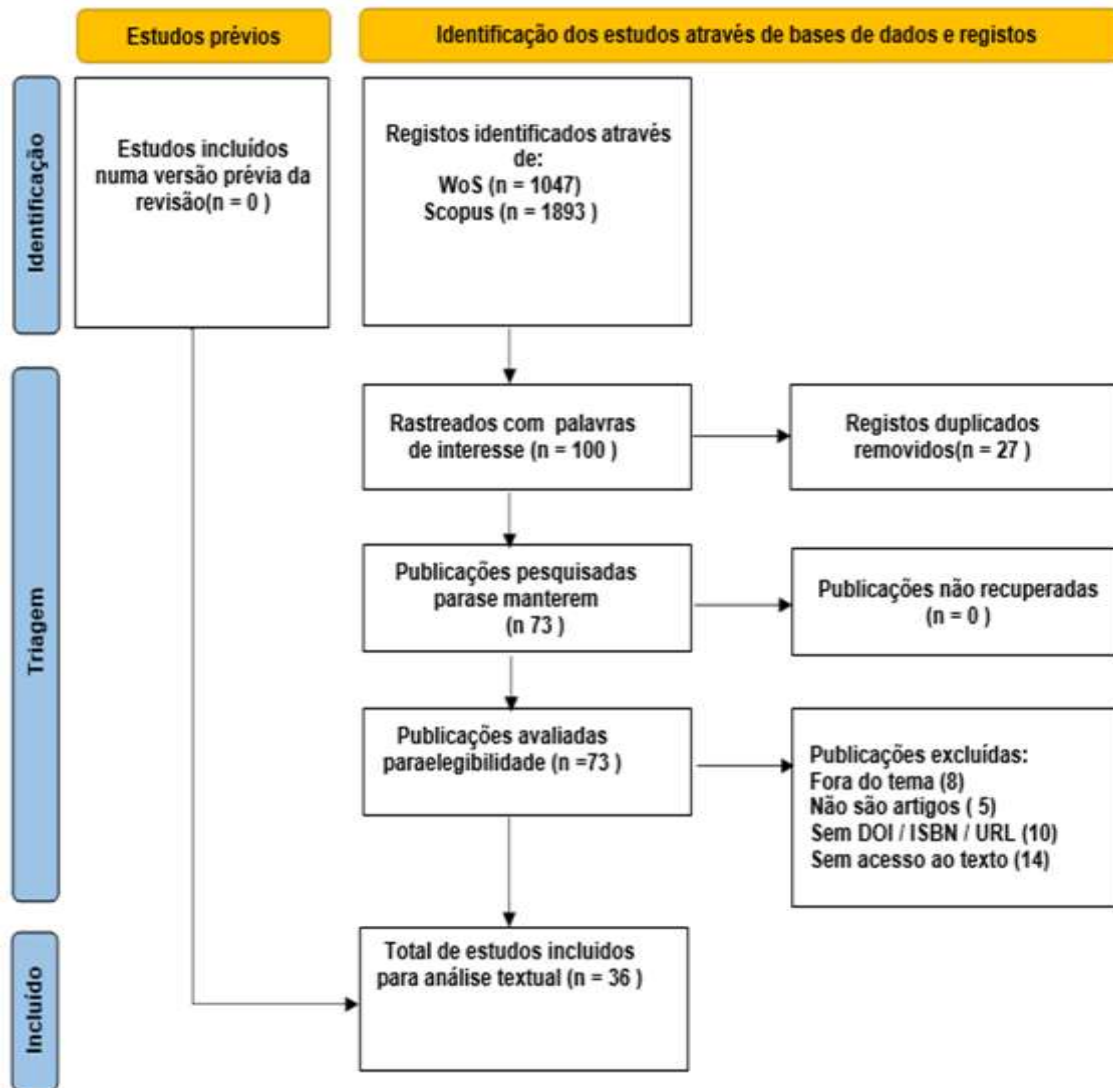 Estudos prévios
Identificação dos estudos através de bases de dados e registos
Identificação
Estudos incluídos
numa versão prévia da
revisão(n = 0 )
Registos identificados através
de:
WoS (n = 1047)
Scopus (n = 1893 )
Triagem
Rastreados com palavras
de interesse (n = 100 )
Registos duplicados
removidos(n = 27 )
Publicações pesquisadas
parase manterem
(n 73 )
Publicações não recuperadas
(n = 0 )
Publicações avaliadas
paraelegibilidade (n =73 )
Publicações excluídas:
Fora do tema (8)
Não são artigos ( 5)
Sem DOI / ISBN / URL (10)
Sem acesso ao texto (14)
Incluído
Total de estudos incluidos
para análise textual (n = 36 )